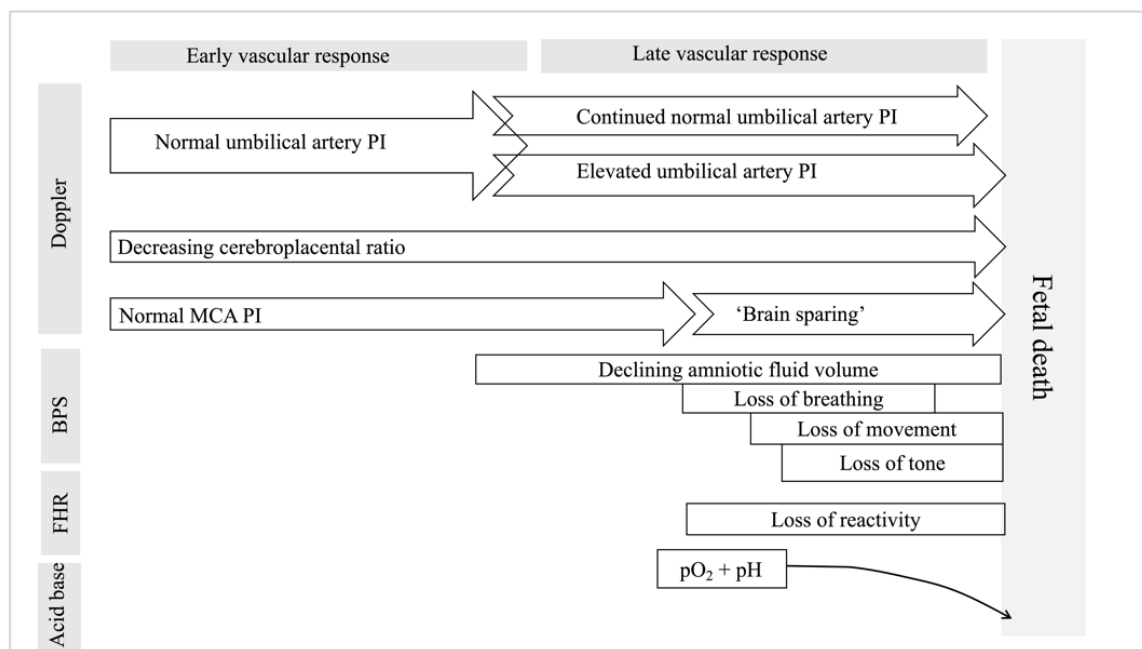 Early vascular response
Late vascular response
Doppler
Normal umbilical artery PI
Continued normal umbilical artery PI
Elevated umbilical artery PI
Decreasing cerebroplacental ratio
Normal MCA PI
‘Brain sparing’
BPS
Declining amniotic fluid volume
Loss of breathing
Loss of movement
Loss of tone
FHR
Loss of reactivity
Acid base
pO₂ + pH
Fetal death